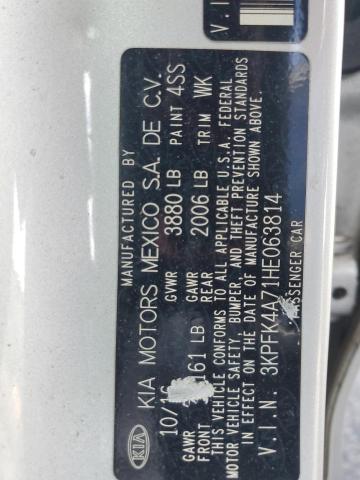 MANUFACTURED BY
KIA KIA MOTORS MEXICO S.A. DE C.V.
10/16 GVWR 3880 LB PAINT 4SS
GAWR FRONT 161 LB GAWR REAR 2006 LB TRIM WK
THIS VEHICLE CONFORMS TO ALL APPLICABLE U.S.A. FEDERAL
MOTOR VEHICLE SAFETY, BUMPER, AND THEFT PREVENTION STANDARDS
IN EFFECT ON THE DATE OF MANUFACTURE SHOWN ABOVE.
V.I.N. 3KPFK4A71HE063814
PASSENGER CAR
V.I